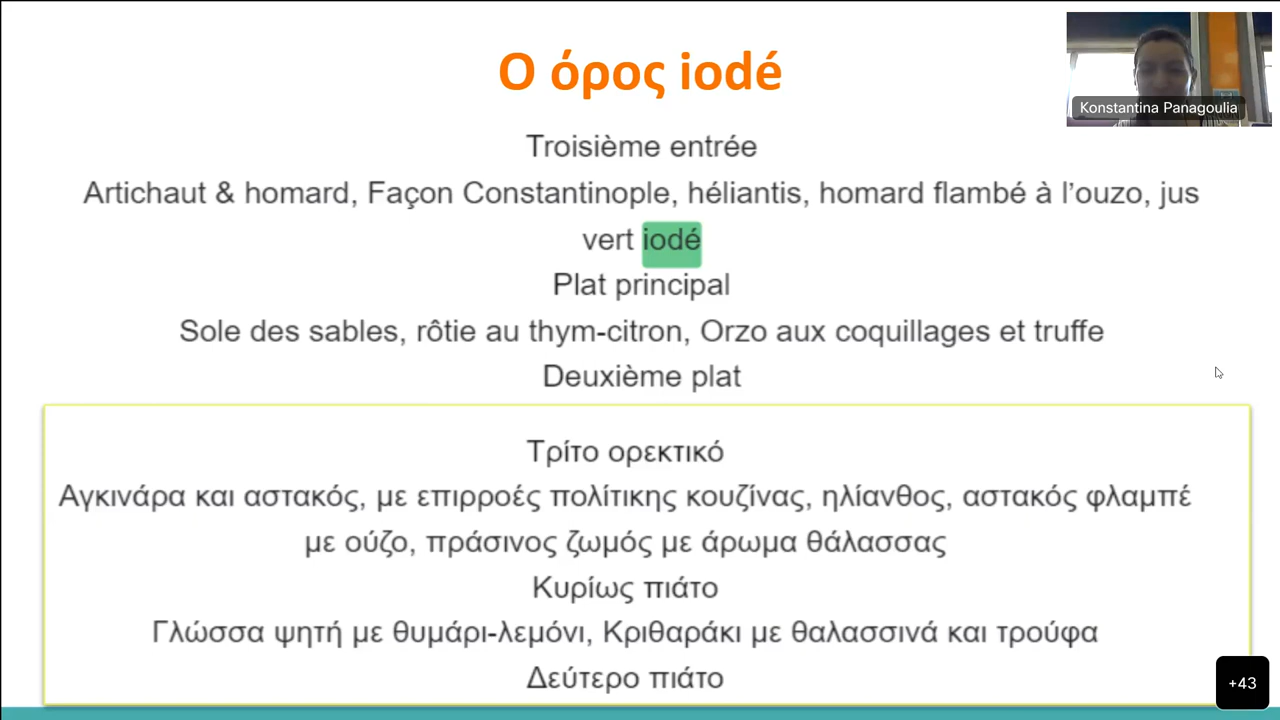 Ο όρος iodé
Konstantina Panagoulia
Troisième entrée
Artichaut & homard, Façon Constantinople, héliantis, homard flambé à l’ouzo, jus
vert iodé
Plat principal
Sole des sables, rôtie au thym-citron, Orzo aux coquillages et truffe
Deuxième plat
Τρίτο ορεκτικό
Αγκινάρα και αστακός, με επιρροές πολίτικης κουζίνας, ηλίανθος, αστακός φλαμπέ
με ούζο, πράσινος ζωμός με άρωμα θάλασσας
Κυρίως πιάτο
Γλώσσα ψητή με θυμάρι-λεμόνι, Κριθαράκι με θαλασσινά και τρούφα
Δεύτερο πιάτο
+43